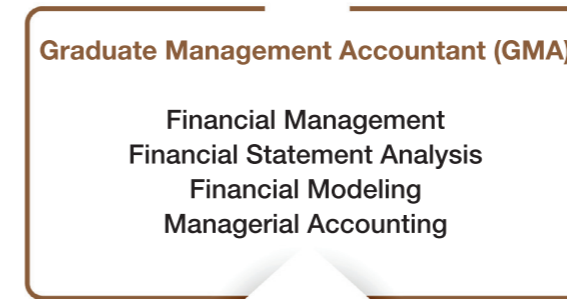 Graduate Management Accountant (GMA)
Financial Management
Financial Statement Analysis
Financial Modeling
Managerial Accounting